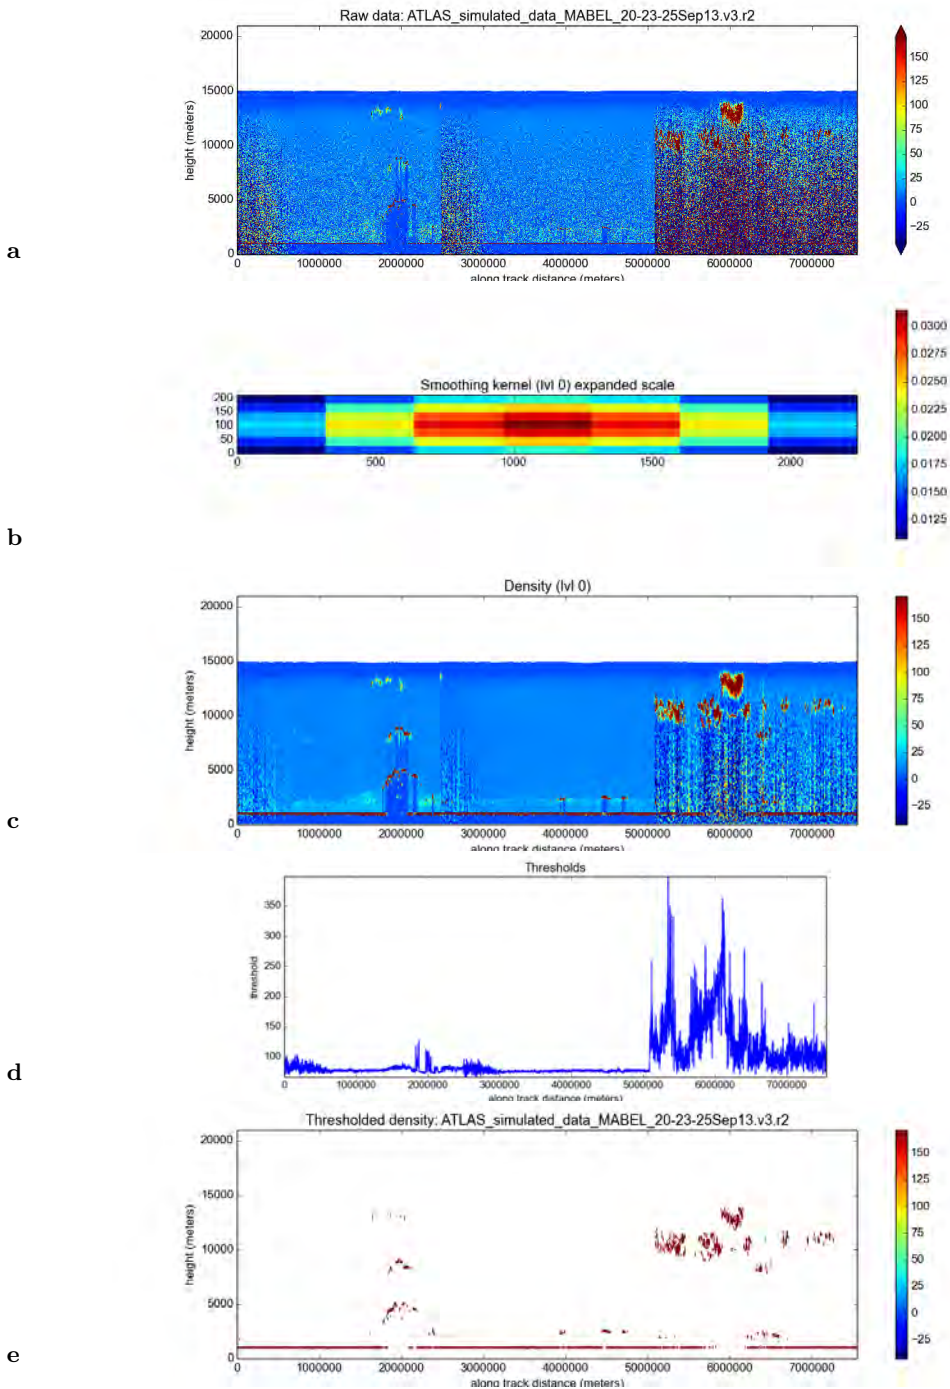 Raw data: ATLAS_simulated_data_MABEL_20-23-25Sep13.v3.r2
20000
15000
10000
5000
0
height (meters)
0 1000000 2000000 3000000 4000000 5000000 6000000 7000000
along track distance (meters)
150
125
100
75
50
25
0
−25
a
Smoothing kernel (lvl 0) expanded scale
200
150
100
50
0
0 500 1000 1500 2000
0.0300
0.0275
0.0250
0.0225
0.0200
0.0175
0.0150
0.0125
b
Density (lvl 0)
20000
15000
10000
5000
0
height (meters)
0 1000000 2000000 3000000 4000000 5000000 6000000 7000000
along track distance (meters)
150
125
100
75
50
25
0
−25
c
Thresholds
350
300
250
200
150
100
threshold
0 1000000 2000000 3000000 4000000 5000000 6000000 7000000
along track distance (meters)
d
Thresholded density: ATLAS_simulated_data_MABEL_20-23-25Sep13.v3.r2
20000
15000
10000
5000
0
height (meters)
0 1000000 2000000 3000000 4000000 5000000 6000000 7000000
along track distance (meters)
150
125
100
75
50
25
0
−25
e